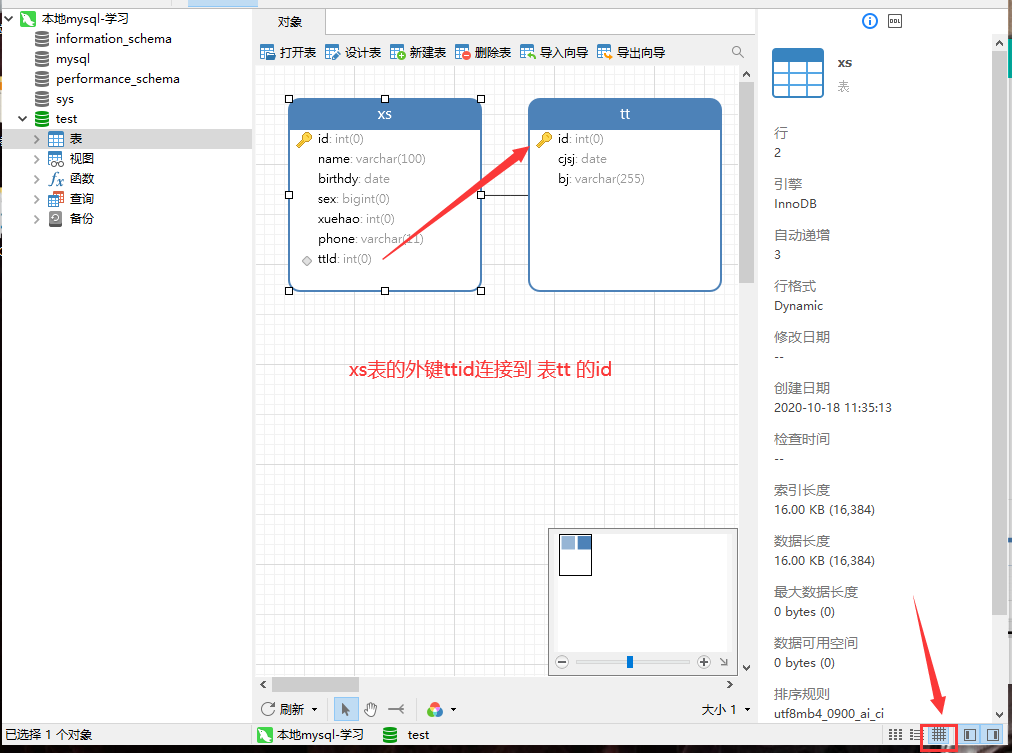 本地mysql-学习
information_schema
mysql
performance_schema
sys
test
表
视图
fx 函数
查询
备份
对象
打开表 设计表 新建表 删除表 导入向导 导出向导
xs
id: int(0)
name: varchar(100)
birthdy: date
sex: bigint(0)
xuehao: int(0)
phone: varchar(11)
ttId: int(0)
tt
id: int(0)
cjsj: date
bj: varchar(255)
xs表的外键ttid连接到 表tt 的id
刷新
大小 1
DDL
xs
表
行
2
引擎
InnoDB
自动递增
3
行格式
Dynamic
修改日期
--
创建日期
2020-10-18 11:35:13
检查时间
--
索引长度
16.00 KB (16,384)
数据长度
16.00 KB (16,384)
最大数据长度
0 bytes (0)
数据可用空间
0 bytes (0)
排序规则
utf8mb4_0900_ai_ci
已选择 1 个对象
本地mysql-学习 test